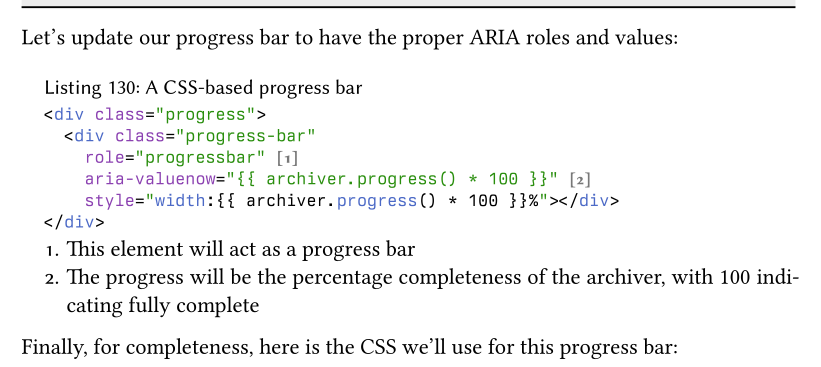 Let’s update our progress bar to have the proper ARIA roles and values:
Listing 130: A CSS-based progress bar
<div class="progress">
  <div class="progress-bar"
    role="progressbar" [1]
    aria-valuenow="{{ archiver.progress() * 100 }}" [2]
    style="width:{{ archiver.progress() * 100 }}%"></div>
</div>
1. This element will act as a progress bar
2. The progress will be the percentage completeness of the archiver, with 100 indi-
cating fully complete
Finally, for completeness, here is the CSS we’ll use for this progress bar: